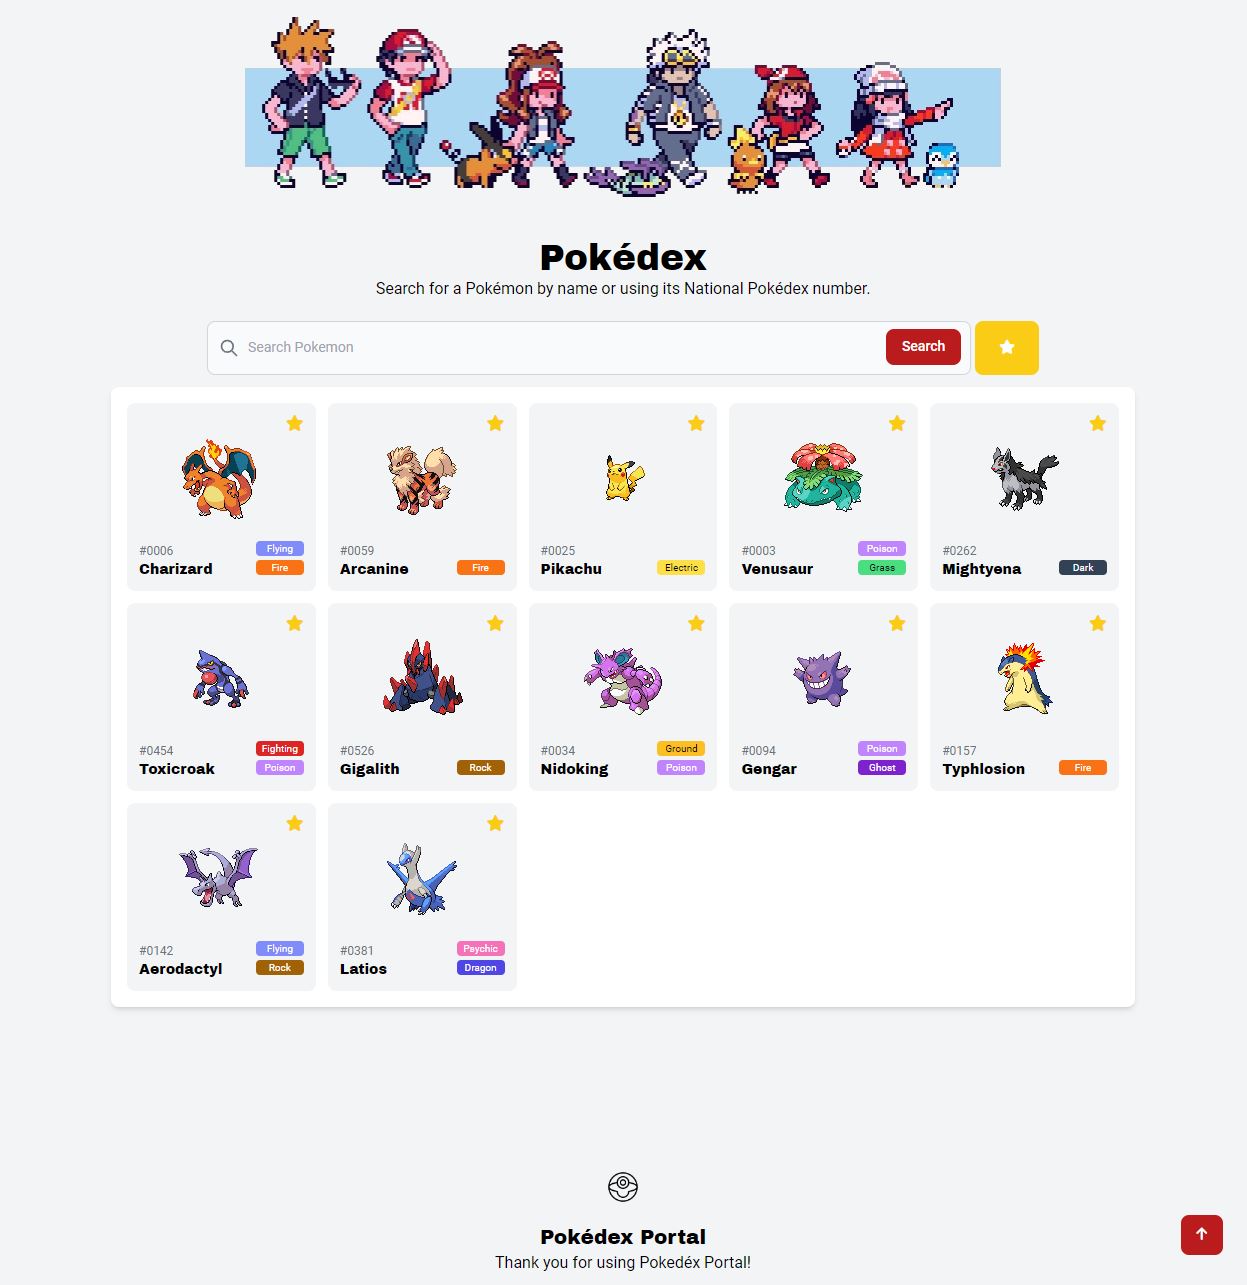 Pokédex
Search for a Pokémon by name or using its National Pokédex number.
Search Pokemon
Search
#0006
Charizard
Flying
Fire
#0059
Arcanine
Fire
#0025
Pikachu
Electric
#0003
Venusaur
Poison
Grass
#0262
Mightyena
Dark
#0454
Toxicroak
Fighting
Poison
#0526
Gigalith
Rock
#0034
Nidoking
Ground
Poison
#0094
Gengar
Poison
Ghost
#0157
Typhlosion
Fire
#0142
Aerodactyl
Flying
Rock
#0381
Latios
Psychic
Dragon
Pokédex Portal
Thank you for using Pokedéx Portal!